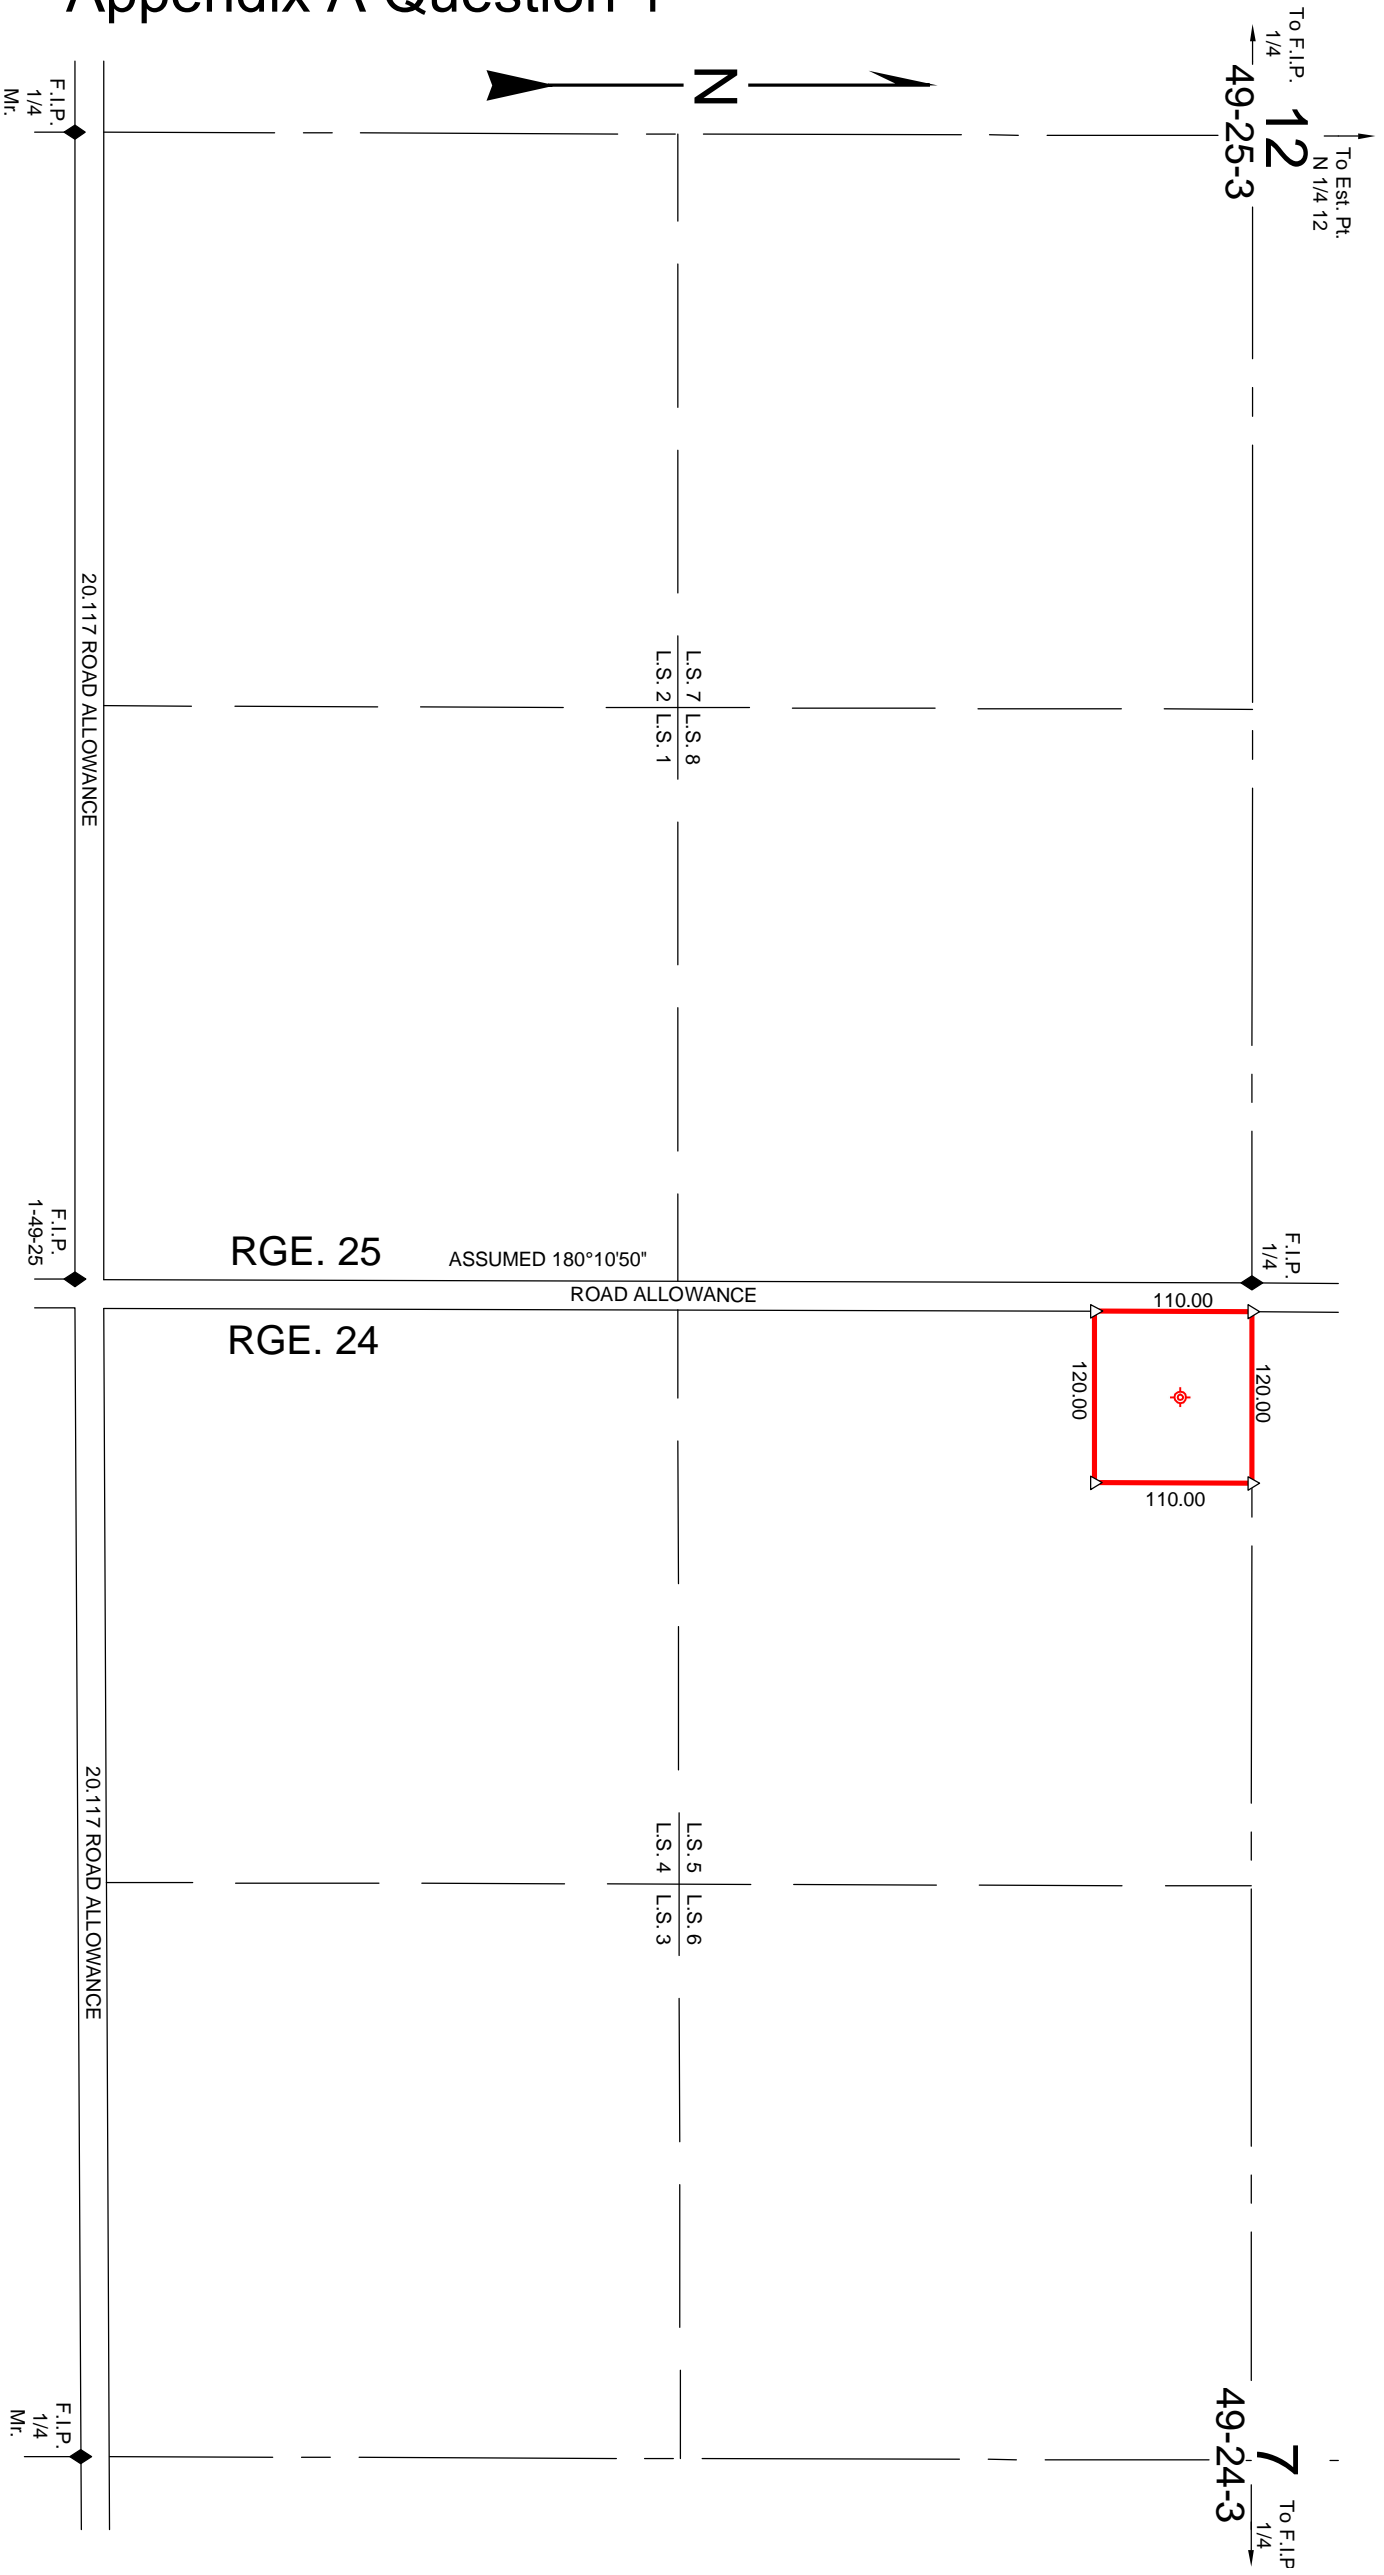 Appendix A Question 1
To F.I.P.
1/4
12
49-25-3
To Est. Pt.
N 1/4 12
N
F.I.P.
1/4
Mr.
20.117 ROAD ALLOWANCE
L.S. 7
L.S. 8
L.S. 2
L.S. 1
F.I.P.
1-49-25
RGE. 25
ASSUMED 180°10'50"
ROAD ALLOWANCE
RGE. 24
F.I.P.
1/4
110.00
120.00
120.00
110.00
20.117 ROAD ALLOWANCE
L.S. 5
L.S. 6
L.S. 4
L.S. 3
F.I.P.
1/4
Mr.
7
49-24-3
To F.I.P
1/4